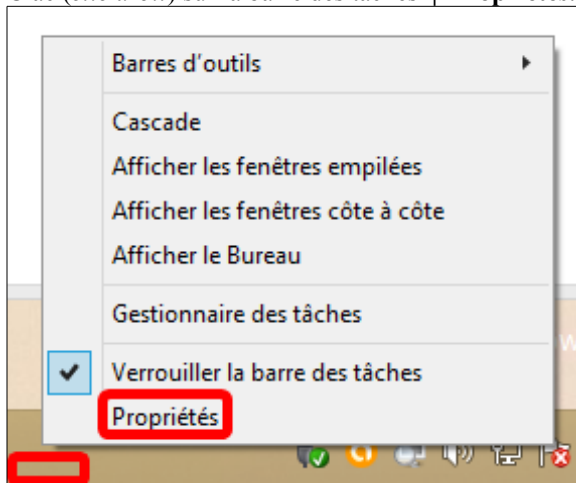 Barres d'outils
Cascade
Afficher les fenêtres empilées
Afficher les fenêtres côte à côte
Afficher le Bureau
Gestionnaire des tâches
Verrouiller la barre des tâches
Propriétés